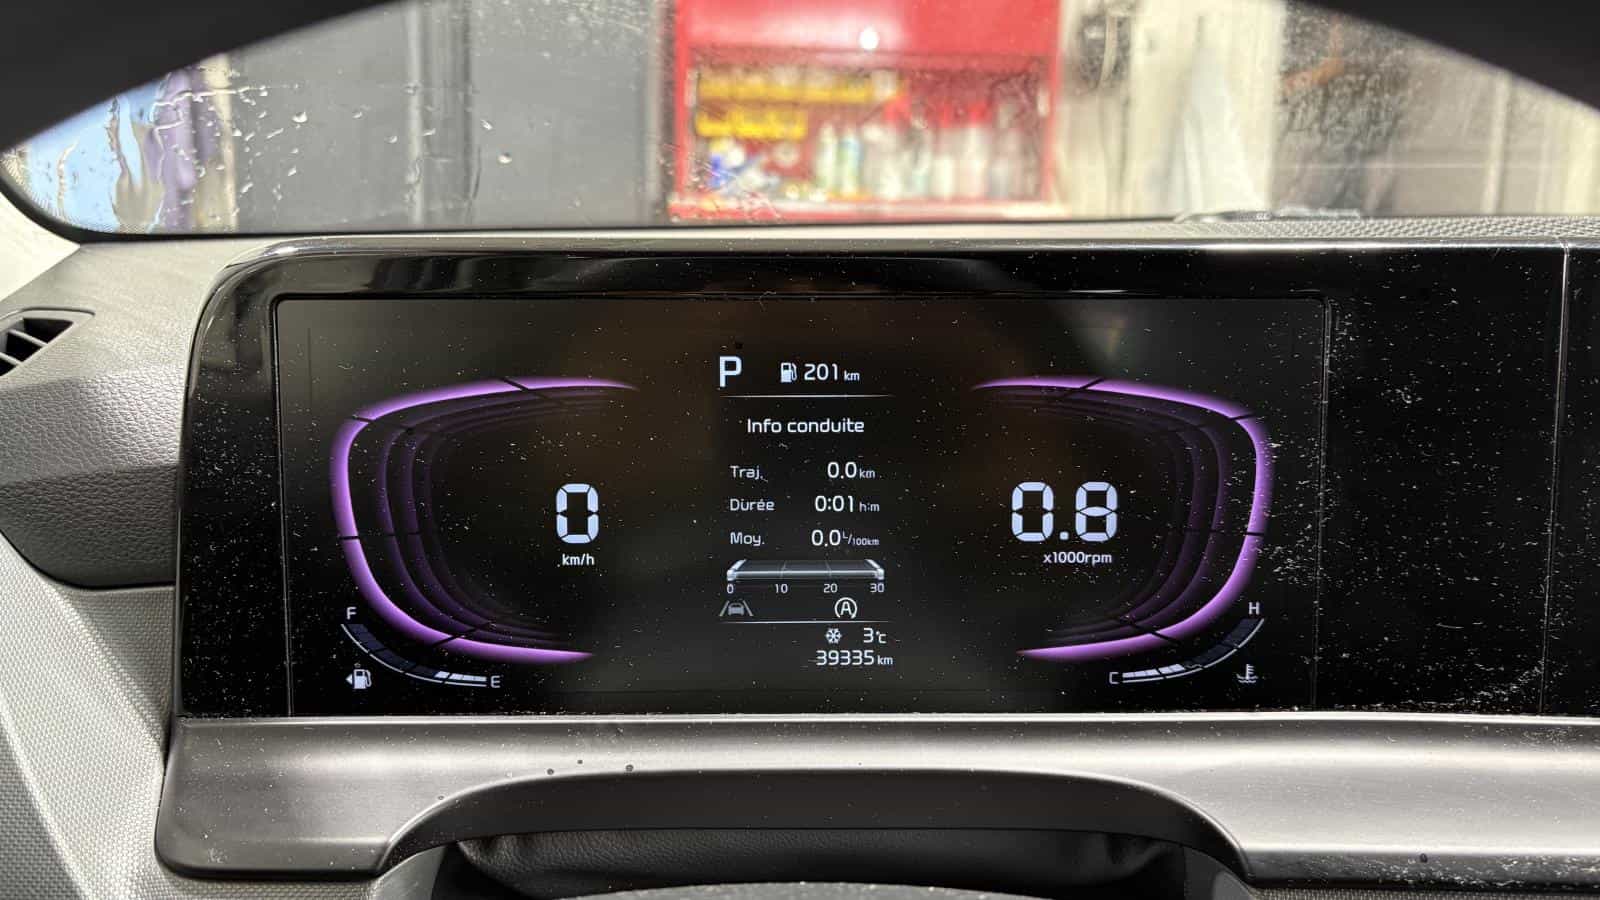 P 201 km
Info conduite
Traj. 0.0 km
Durée 0:01 h:m
Moy. 0.0 L/100km
0 10 20 30
A
3°C
39335 km
0
km/h
0.8
x1000rpm
F
E
H
C